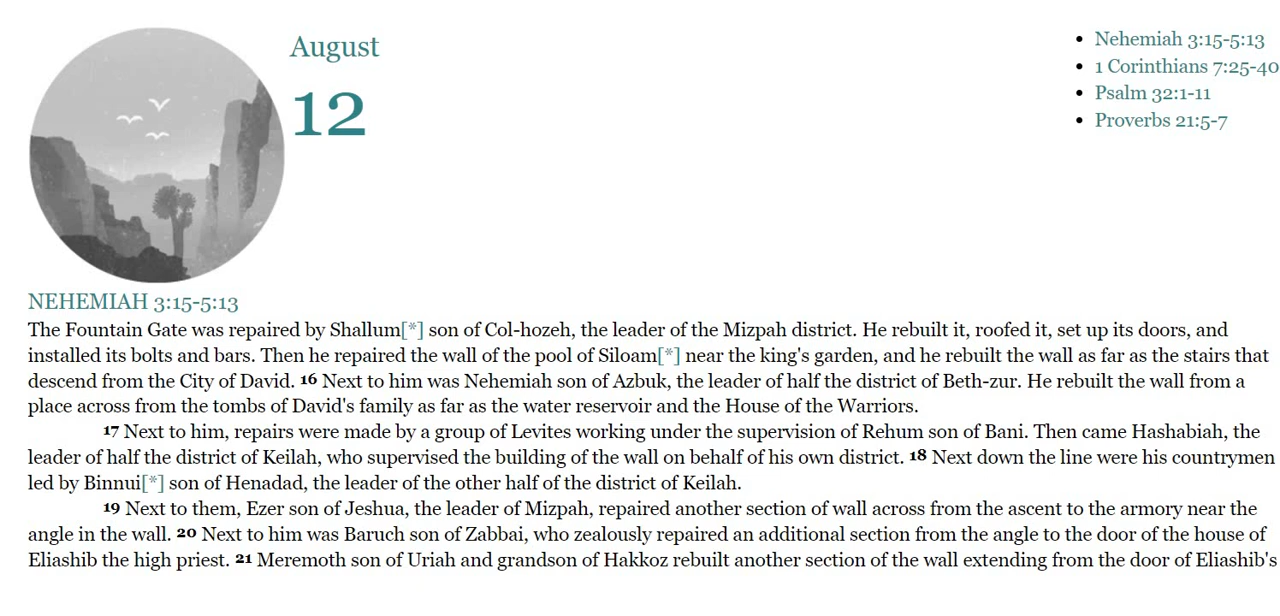 August
12
• Nehemiah 3:15-5:13
• 1 Corinthians 7:25-40
• Psalm 32:1-11
• Proverbs 21:5-7
NEHEMIAH 3:15-5:13
The Fountain Gate was repaired by Shallum[*] son of Col-hozeh, the leader of the Mizpah district. He rebuilt it, roofed it, set up its doors, and
installed its bolts and bars. Then he repaired the wall of the pool of Siloam[*] near the king's garden, and he rebuilt the wall as far as the stairs that
descend from the City of David. 16 Next to him was Nehemiah son of Azbuk, the leader of half the district of Beth-zur. He rebuilt the wall from a
place across from the tombs of David's family as far as the water reservoir and the House of the Warriors.
17 Next to him, repairs were made by a group of Levites working under the supervision of Rehum son of Bani. Then came Hashabiah, the
leader of half the district of Keilah, who supervised the building of the wall on behalf of his own district. 18 Next down the line were his countrymen
led by Binnui[*] son of Henadad, the leader of the other half of the district of Keilah.
19 Next to them, Ezer son of Jeshua, the leader of Mizpah, repaired another section of wall across from the ascent to the armory near the
angle in the wall. 20 Next to him was Baruch son of Zabbai, who zealously repaired an additional section from the angle to the door of the house of
Eliashib the high priest. 21 Meremoth son of Uriah and grandson of Hakkoz rebuilt another section of the wall extending from the door of Eliashib's